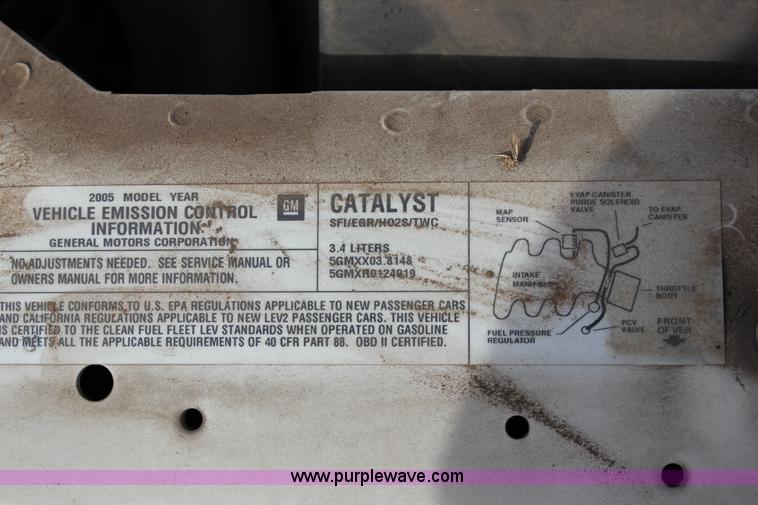 2005 MODEL YEAR
VEHICLE EMISSION CONTROL
INFORMATION
GENERAL MOTORS CORPORATION
GM
NO ADJUSTMENTS NEEDED. SEE SERVICE MANUAL OR
OWNERS MANUAL FOR MORE INFORMATION.
CATALYST
SFI/EGR/HO2S/TWC
3.4 LITERS
5GMXX03.8148
5GMXR0124919
THIS VEHICLE CONFORMS TO U.S. EPA REGULATIONS APPLICABLE TO NEW PASSENGER CARS
AND CALIFORNIA REGULATIONS APPLICABLE TO NEW LEV2 PASSENGER CARS. THIS VEHICLE
IS CERTIFIED TO THE CLEAN FUEL FLEET LEV STANDARDS WHEN OPERATED ON GASOLINE
AND MEETS ALL THE APPLICABLE REQUIREMENTS OF 40 CFR PART 88. OBD II CERTIFIED.
EVAP CANISTER
PURGE SOLENOID
VALVE
MAP
SENSOR
TO EVAP.
CANISTER
INTAKE
MANIFOLD
THROTTLE
BODY
FUEL PRESSURE
REGULATOR
PCV
VALVE
FRONT
OF VEH
www.purplewave.com